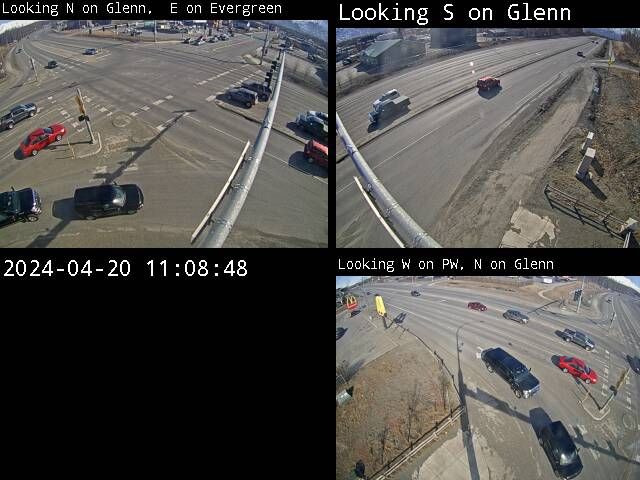 Looking N on Glenn, E on Evergreen
Looking S on Glenn
2024-04-20 11:08:48
Looking W on PW, N on Glenn